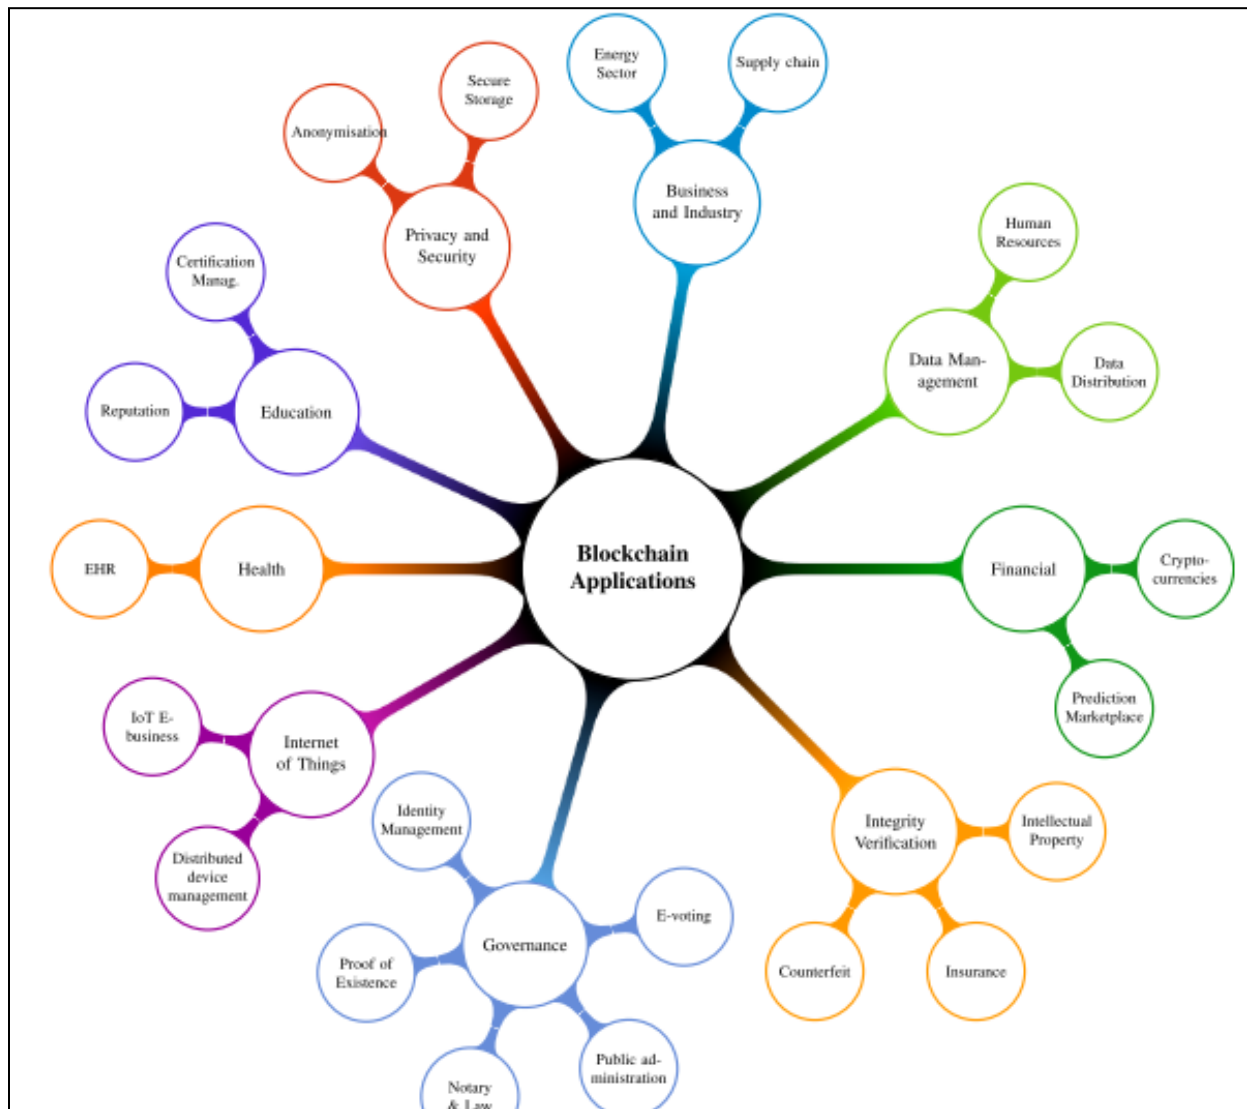 Energy
Sector
Supply chain
Secure
Storage
Anonymisation
Business
and Industry
Privacy and
Security
Human
Resources
Certification
Manag.
Data Man-
agement
Data
Distribution
Reputation
Education
Blockchain
Applications
EHR
Health
Financial
Crypto-
currencies
IoT E-
business
Internet
of Things
Prediction
Marketplace
Identity
Management
Integrity
Verification
Intellectual
Property
Distributed
device
management
E-voting
Governance
Proof of
Existence
Counterfeit
Insurance
Public ad-
ministration
Notary
& Law